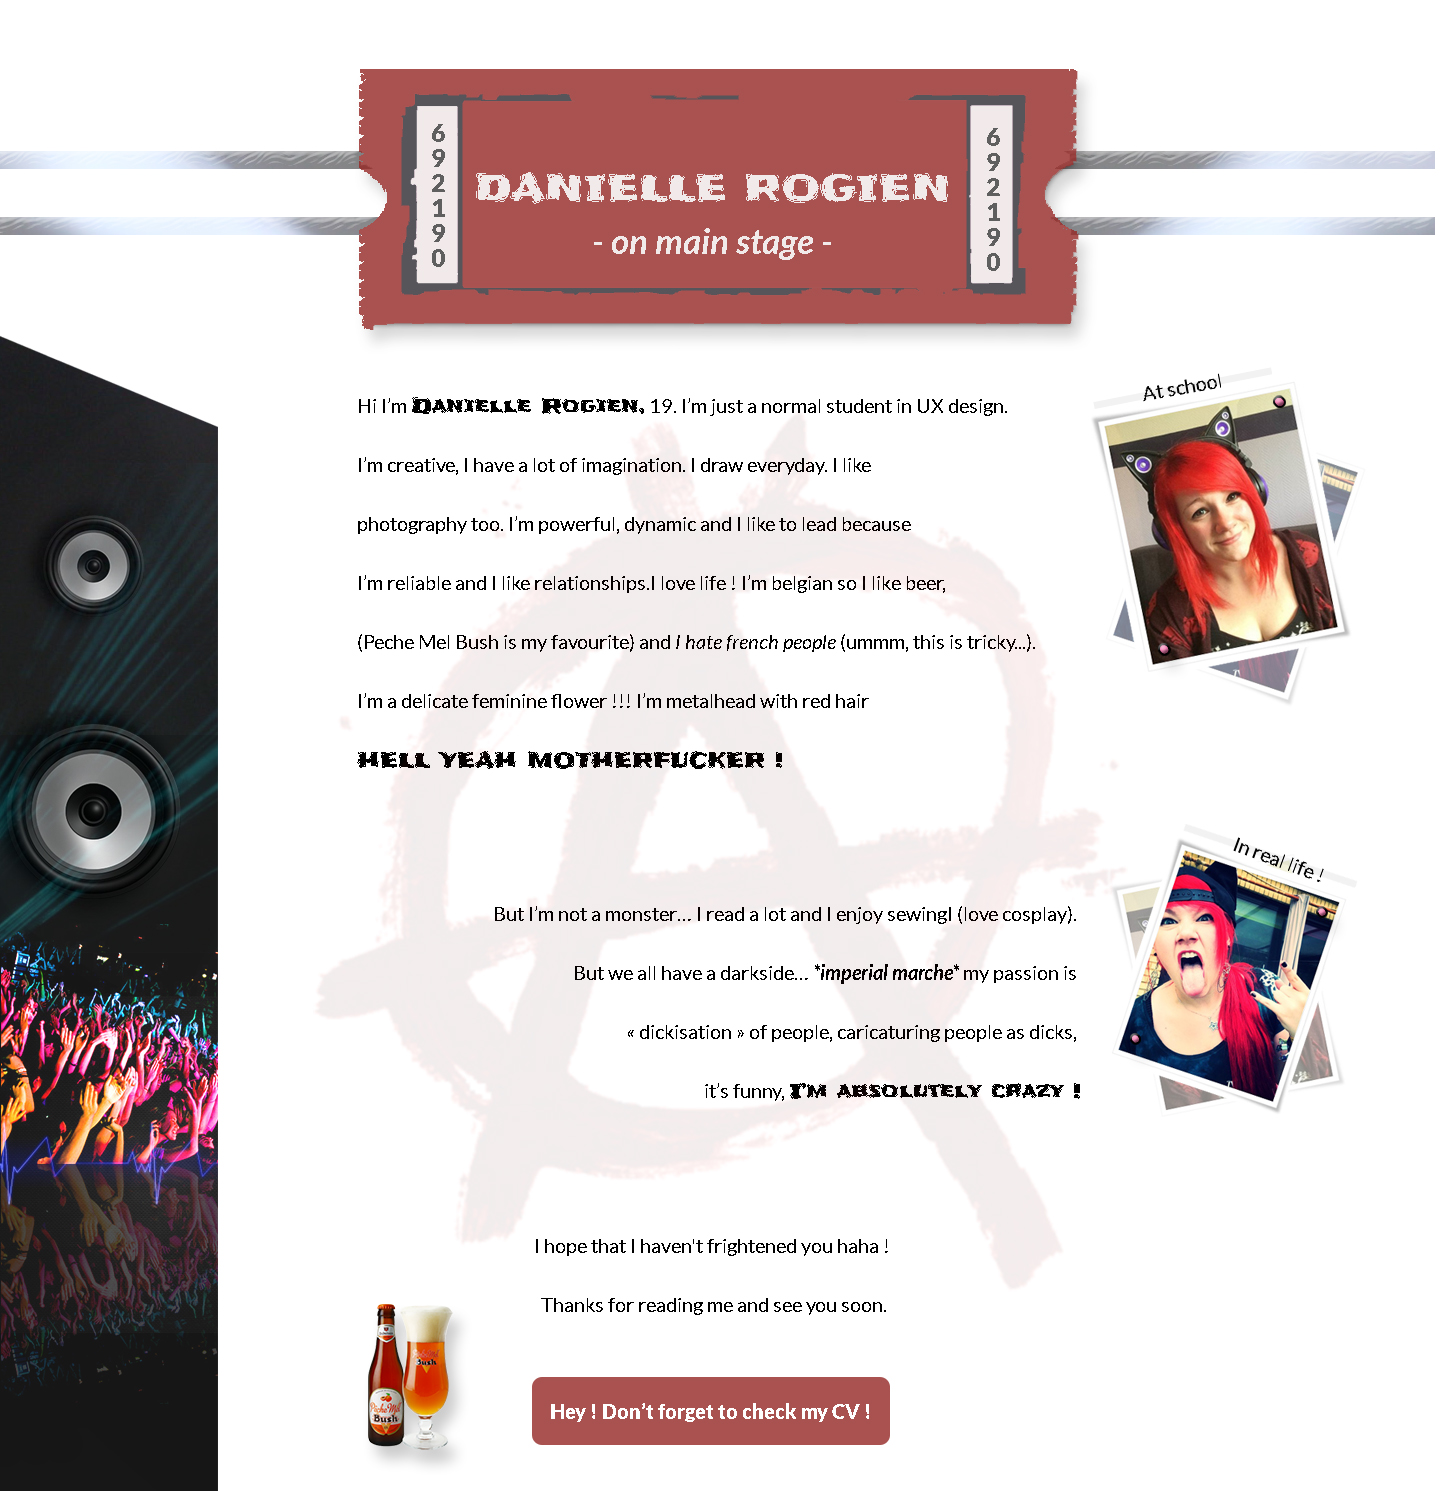 692190
692190
DANIELLE ROGIEN
- on main stage -
Hi I’m Danielle Rogien, 19. I’m just a normal student in UX design.
I’m creative, I have a lot of imagination. I draw everyday. I like
photography too. I’m powerful, dynamic and I like to lead because
I’m reliable and I like relationships.I love life ! I’m belgian so I like beer,
(Peche Mel Bush is my favourite) and I hate french people (ummm, this is tricky...).
I’m a delicate feminine flower !!! I’m metalhead with red hair
HELL YEAH MOTHERFUCKER !
At school
In real life !
But I’m not a monster… I read a lot and I enjoy sewingI (love cosplay).
But we all have a darkside… *imperial marche* my passion is
« dickisation » of people, caricaturing people as dicks,
it’s funny, I’m absolutely crazy !
I hope that I haven't frightened you haha !
Thanks for reading me and see you soon.
Pêche Mel
Bush
Bush
Hey ! Don’t forget to check my CV !